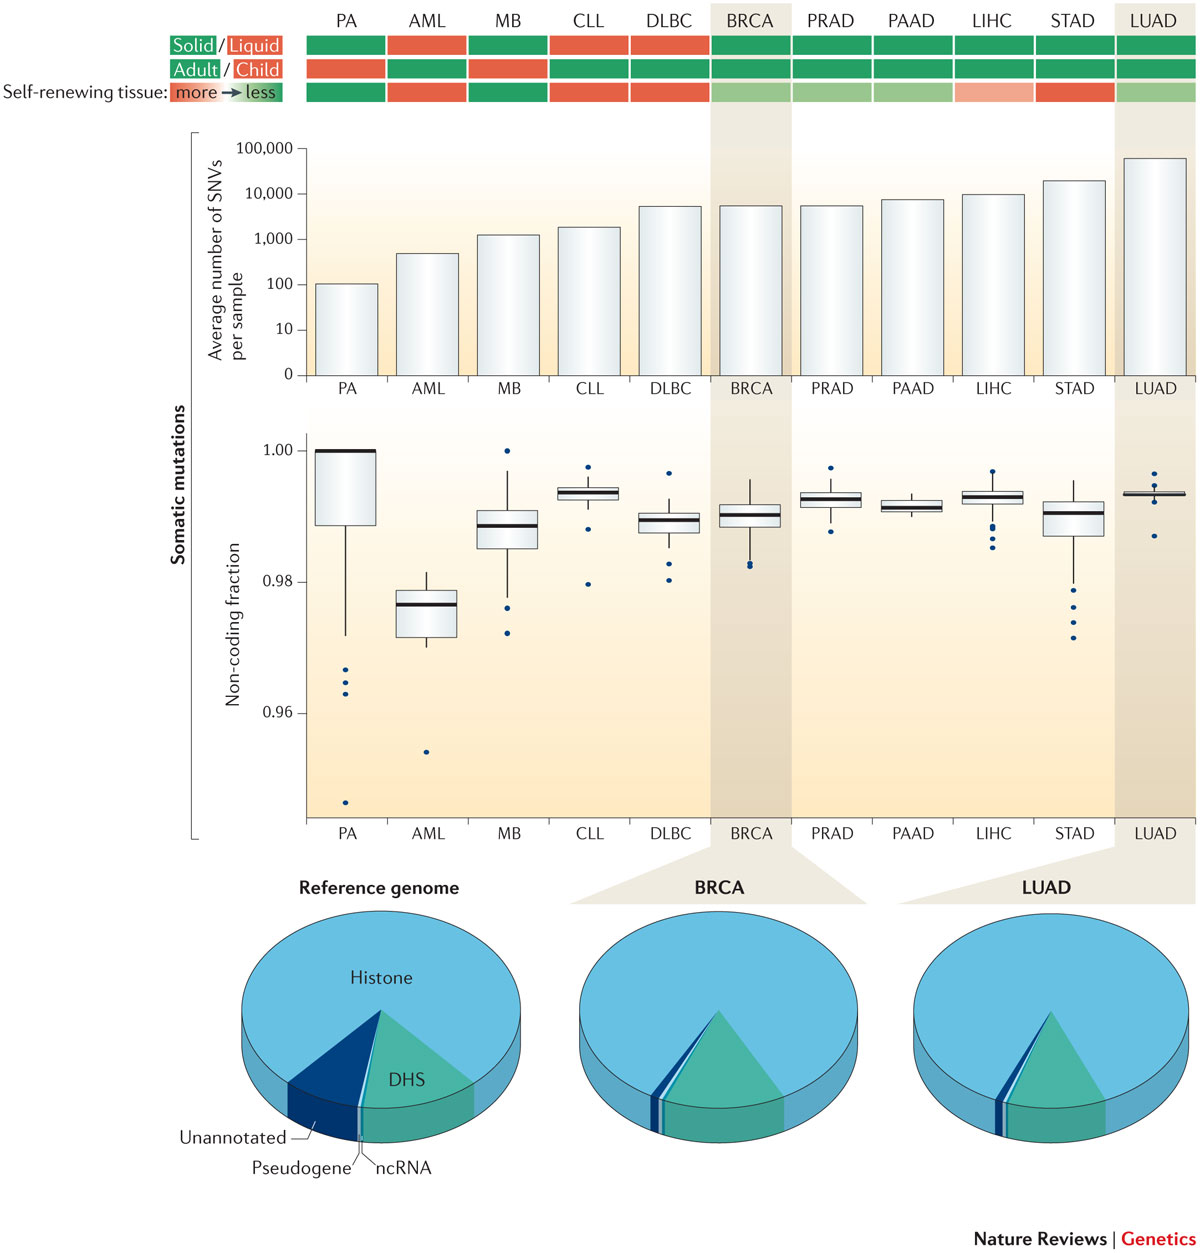 PA AML MB CLL DLBC BRCA PRAD PAAD LIHC STAD LUAD
Solid / Liquid
Adult / Child
Self-renewing tissue: more → less
Somatic mutations
Average number of SNVs
per sample
100,000
10,000
1,000
100
10
0
PA AML MB CLL DLBC BRCA PRAD PAAD LIHC STAD LUAD
Non-coding fraction
1.00
0.98
0.96
PA AML MB CLL DLBC BRCA PRAD PAAD LIHC STAD LUAD
Reference genome BRCA LUAD
Histone
DHS
Unannotated
Pseudogene ncRNA
Nature Reviews | Genetics